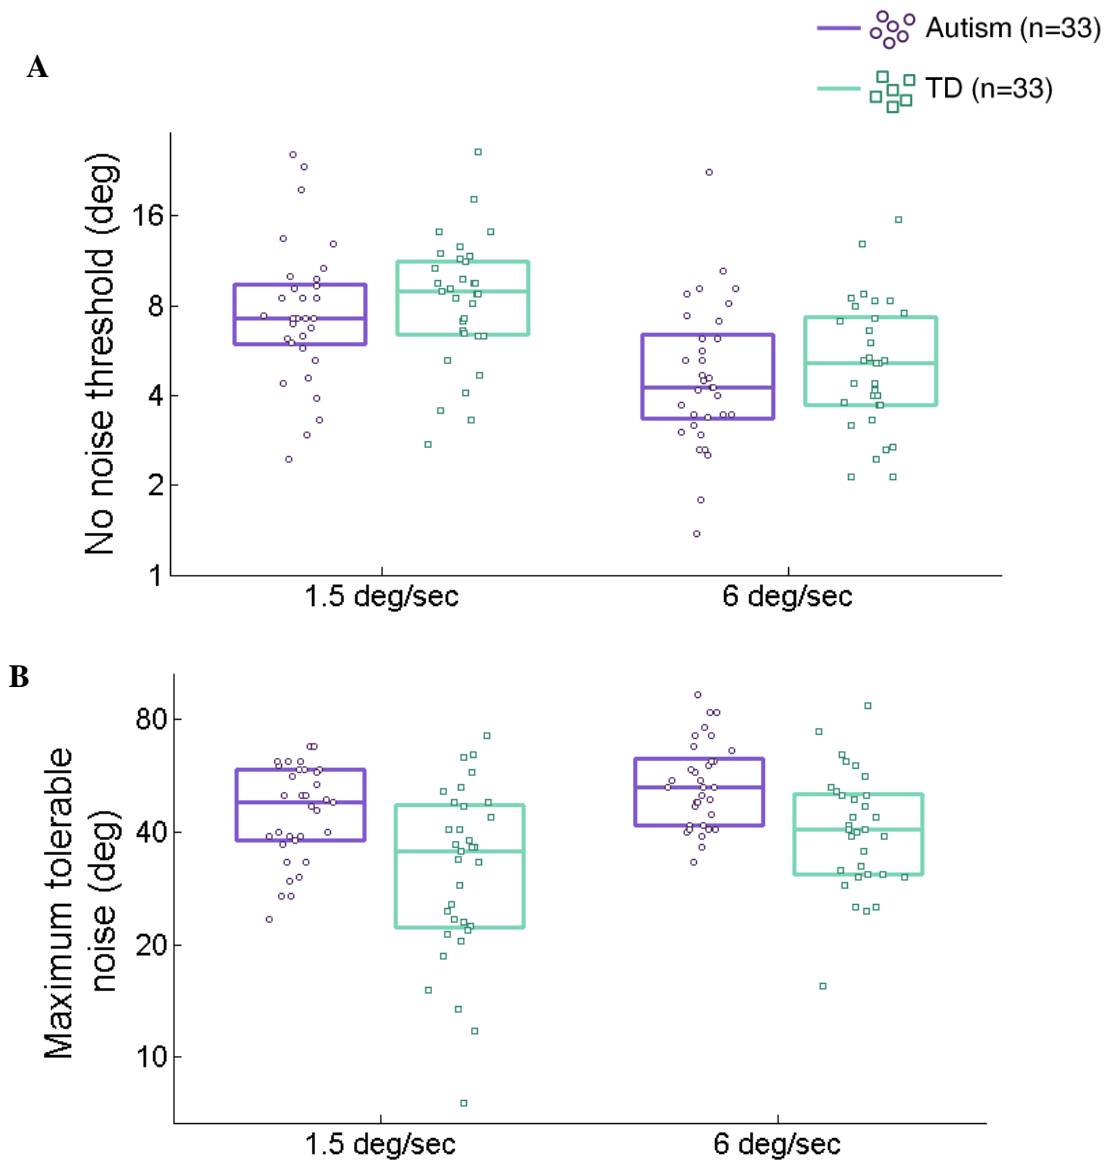 Autism (n=33)
TD (n=33)
A
No noise threshold (deg)
16
8
4
2
1
1.5 deg/sec
6 deg/sec
B
Maximum tolerable
noise (deg)
80
40
20
10
1.5 deg/sec
6 deg/sec